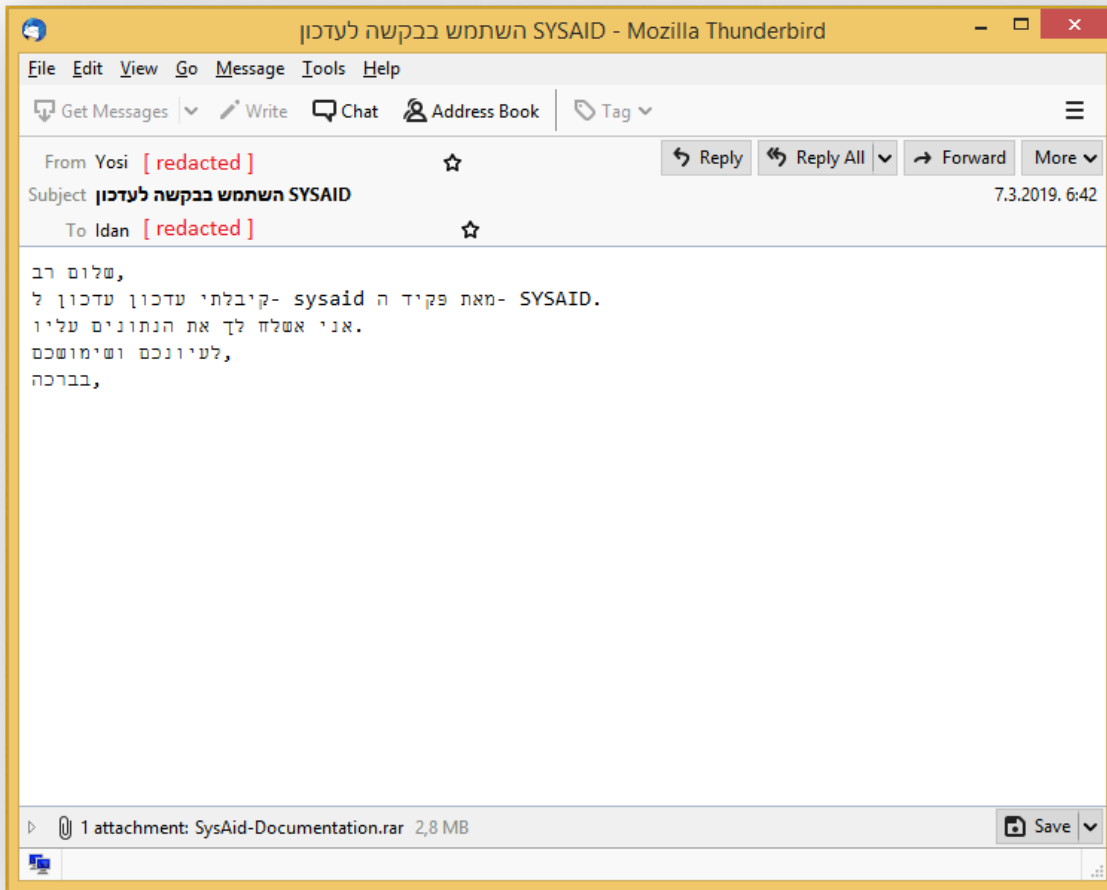 השתמש בבקשה לעדכון SYSAID - Mozilla Thunderbird
File Edit View Go Message Tools Help
Get Messages Write Chat Address Book Tag
From Yosi [ redacted ] Reply Reply All Forward More
Subject השתמש בבקשה לעדכון SYSAID 7.3.2019. 6:42
To Idan [ redacted ]
שלום רב,
קיבלתי עדכון עדכון ל- sysaid מאת פקיד ה- SYSAID.
אני אשלח לך את הנתונים עליו.
לעיונכם ושימושכם,
בברכה,
1 attachment: SysAid-Documentation.rar 2,8 MB Save